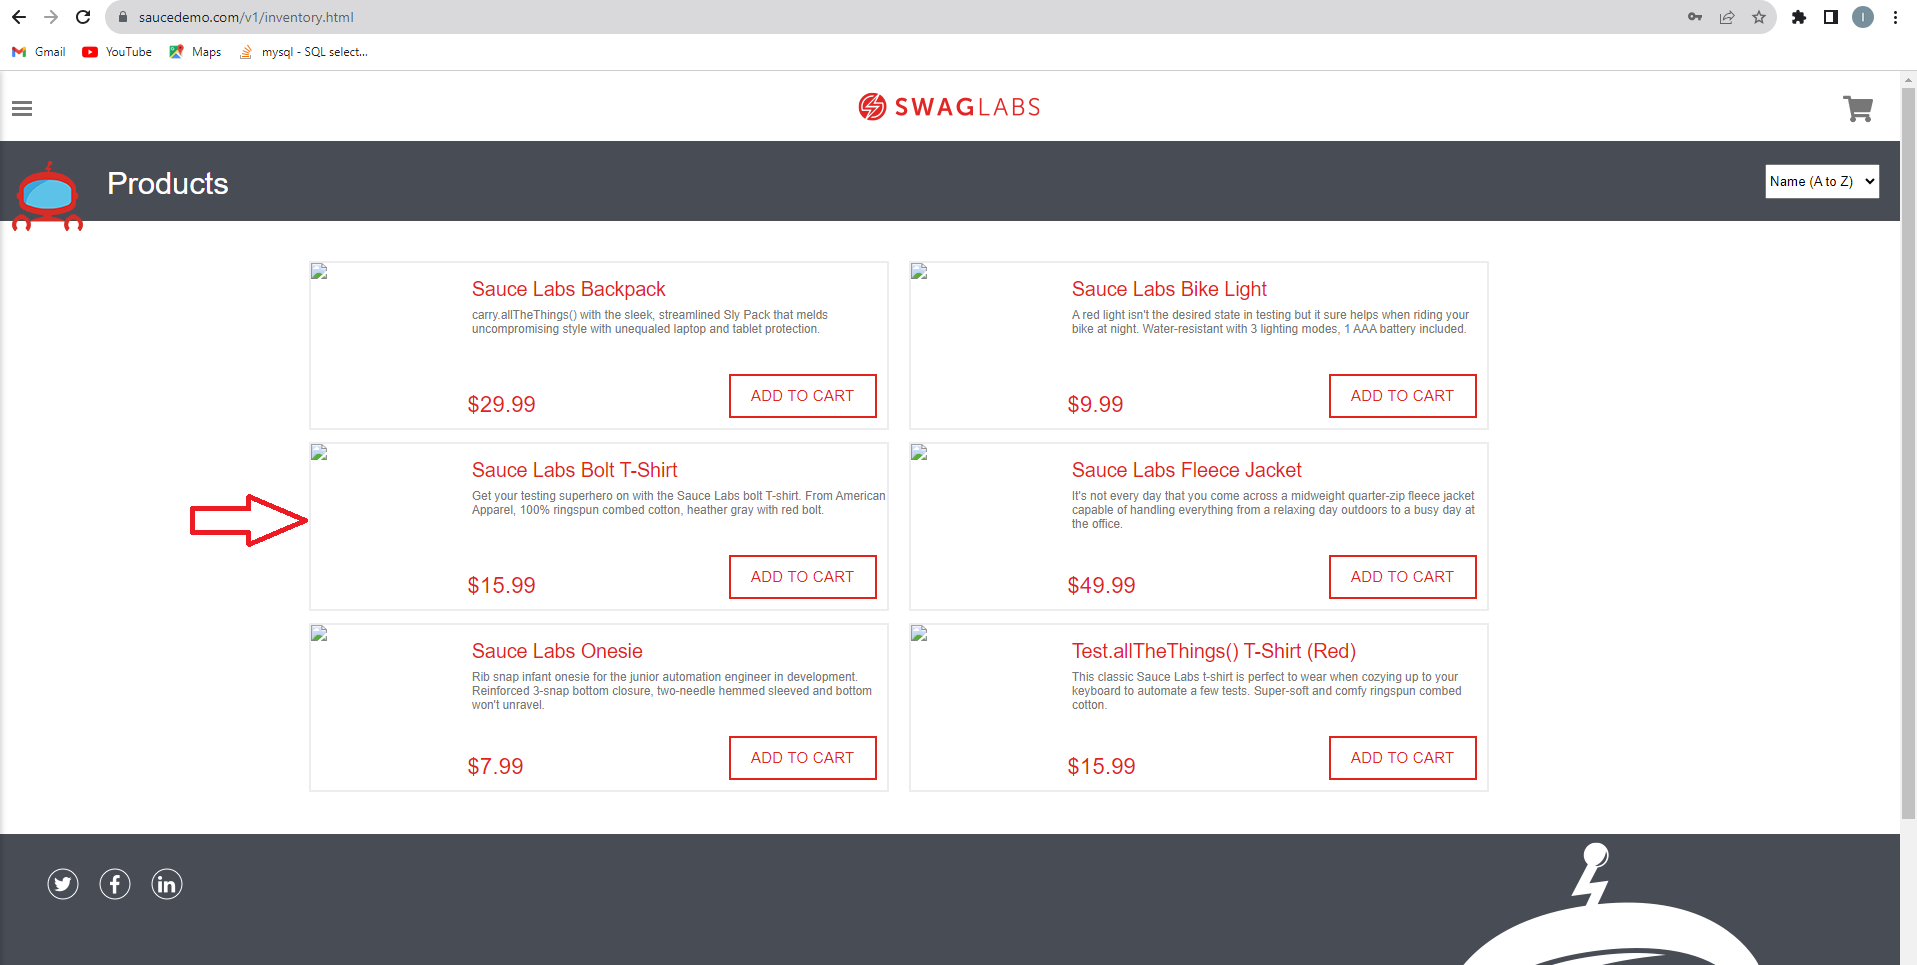 saucedemo.com/v1/inventory.html
I
Gmail YouTube Maps mysql - SQL select...
SWAGLABS
Products
Name (A to Z)
Sauce Labs Backpack
carry.allTheThings() with the sleek, streamlined Sly Pack that melds
uncompromising style with unequaled laptop and tablet protection.
$29.99
ADD TO CART
Sauce Labs Bike Light
A red light isn't the desired state in testing but it sure helps when riding your
bike at night. Water-resistant with 3 lighting modes, 1 AAA battery included.
$9.99
ADD TO CART
Sauce Labs Bolt T-Shirt
Get your testing superhero on with the Sauce Labs bolt T-shirt. From American
Apparel, 100% ringspun combed cotton, heather gray with red bolt.
$15.99
ADD TO CART
Sauce Labs Fleece Jacket
It's not every day that you come across a midweight quarter-zip fleece jacket
capable of handling everything from a relaxing day outdoors to a busy day at
the office.
$49.99
ADD TO CART
Sauce Labs Onesie
Rib snap infant onesie for the junior automation engineer in development.
Reinforced 3-snap bottom closure, two-needle hemmed sleeved and bottom
won't unravel.
$7.99
ADD TO CART
Test.allTheThings() T-Shirt (Red)
This classic Sauce Labs t-shirt is perfect to wear when cozying up to your
keyboard to automate a few tests. Super-soft and comfy ringspun combed
cotton.
$15.99
ADD TO CART